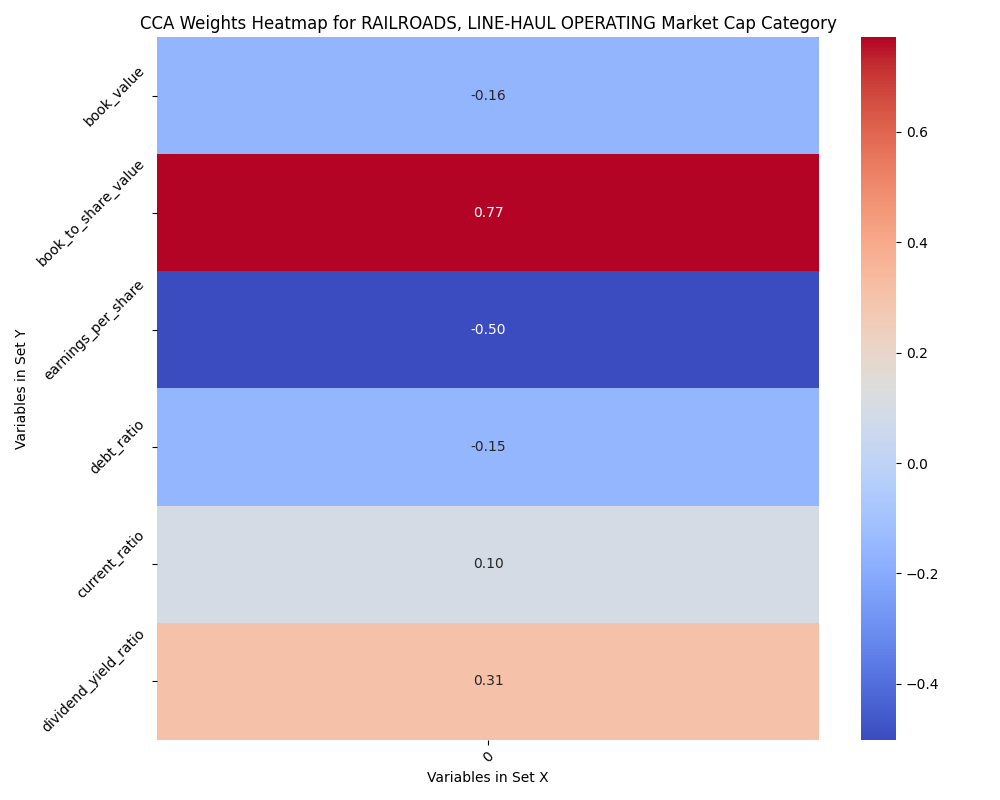 CCA Weights Heatmap for RAILROADS, LINE-HAUL OPERATING Market Cap Category
Variables in Set Y
book_value
-0.16
book_to_share_value
0.77
earnings_per_share
-0.50
debt_ratio
-0.15
current_ratio
0.10
dividend_yield_ratio
0.31
0
Variables in Set X
0.6
0.4
0.2
0.0
−0.2
−0.4